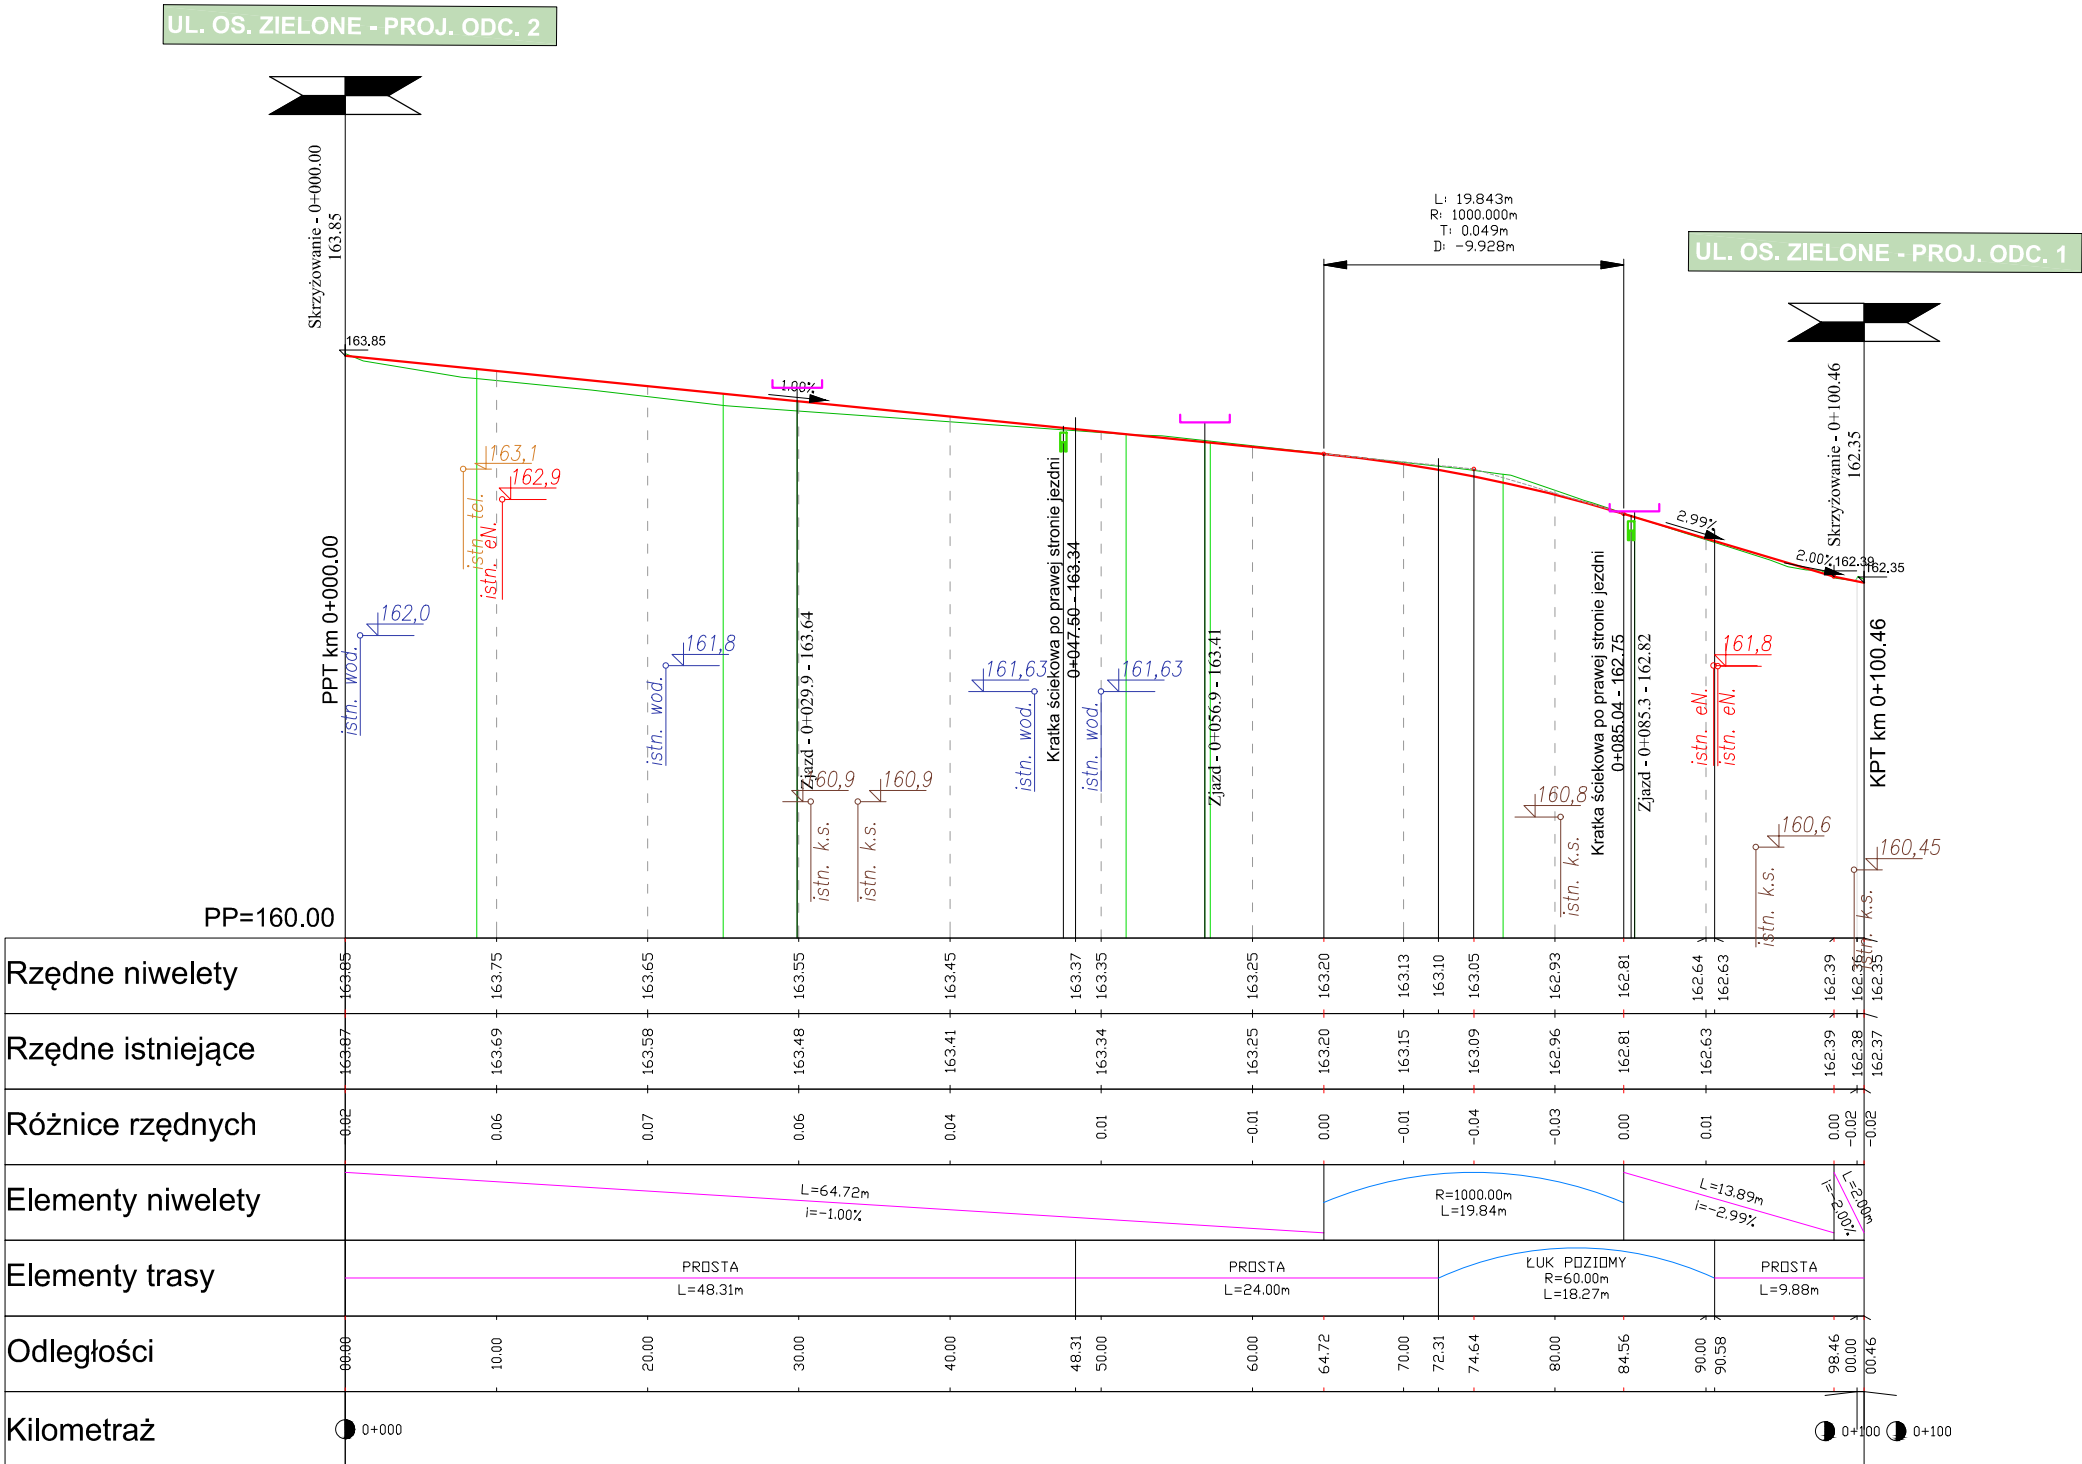 UL. OS. ZIELONE - PROJ. ODC. 2
Skrzyżowanie - 0+000.00
163.85
L: 19.843m
R: 1000.000m
T: 0.049m
D: -9.928m
UL. OS. ZIELONE - PROJ. ODC. 1
Skrzyżowanie - 0+100.46
162.35
163.85
1.00%
2.99%
2.00%
162.39
162.35
163,1
istn. tel.
162,9
istn. eN.
162,0
istn. wod.
161,8
istn. wod.
161,63
istn. wod.
161,63
istn. wod.
161,8
istn. eN.
istn. eN.
160,9
istn. k.s.
160,9
istn. k.s.
160,8
istn. k.s.
160,6
istn. k.s.
160,45
istn. k.s.
PPT km 0+000.00
Zjazd - 0+029.9 - 163.64
Kratka ściekowa po prawej stronie jezdni
0+047.50 - 163.34
Zjazd - 0+056.9 - 163.41
Kratka ściekowa po prawej stronie jezdni
0+085.04 - 162.75
Zjazd - 0+085.3 - 162.82
KPT km 0+100.46
PP=160.00
Rzędne niwelety
163.85 163.75 163.65 163.55 163.45 163.37 163.35 163.25 163.20 163.13 163.10 163.05 162.93 162.81 162.64 162.63 162.39 162.36 162.35
Rzędne istniejące
163.87 163.69 163.58 163.48 163.41 163.34 163.25 163.20 163.15 163.09 162.96 162.81 162.63 162.39 162.38 162.37
Różnice rzędnych
0.02 0.06 0.07 0.06 0.04 0.01 -0.01 0.00 -0.01 -0.04 -0.03 0.00 0.01 0.00 -0.02 -0.02
Elementy niwelety
L=64.72m
i=-1.00%
R=1000.00m
L=19.84m
L=13.89m
i=-2.99%
L=2.00m
i=-2.00%
Elementy trasy
PROSTA
L=48.31m
PROSTA
L=24.00m
ŁUK POZIOMY
R=60.00m
L=18.27m
PROSTA
L=9.88m
Odległości
00.00 10.00 20.00 30.00 40.00 48.31 50.00 60.00 64.72 70.00 72.31 74.64 80.00 84.56 90.00 90.58 98.46 00.00 00.46
Kilometraż
0+000 0+100 0+100